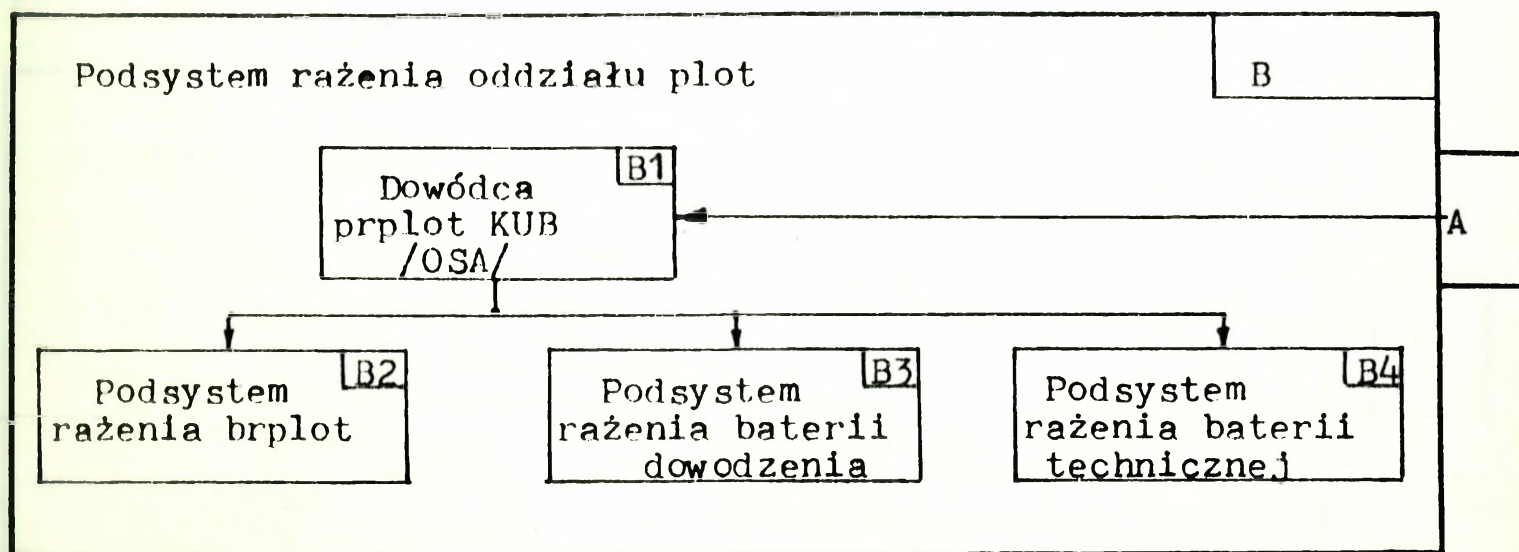 Podsystem rażenia oddziału plot
B
B1
Dowódca
prplot KUB
/OSA/
A
B2
Podsystem
rażenia brplot
B3
Podsystem
rażenia baterii
dowodzenia
B4
Podsystem
rażenia baterii
technicznej